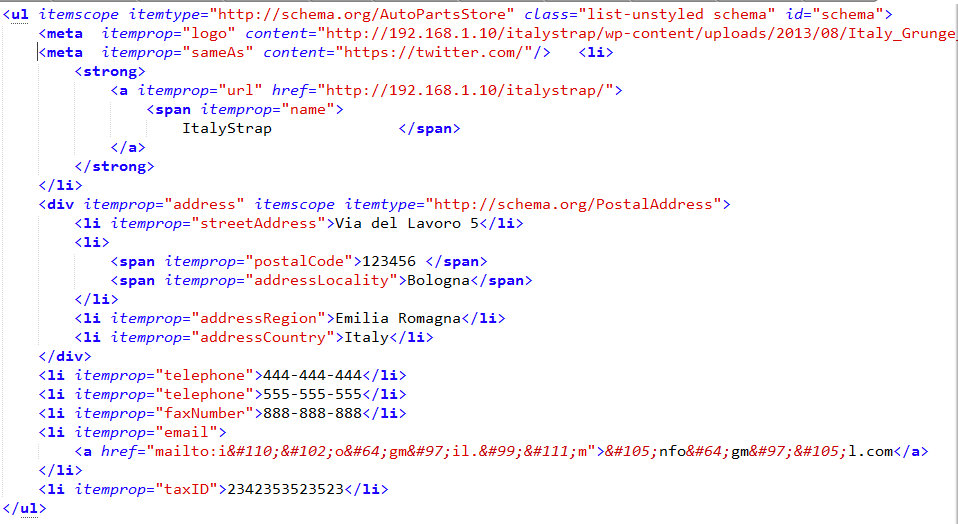 <ul itemscope itemtype="http://schema.org/AutoPartsStore" class="list-unstyled schema" id="schema">
<meta  itemprop="logo" content="http://192.168.1.10/italystrap/wp-content/uploads/2013/08/Italy_Grunge_
<meta  itemprop="sameAs" content="https://twitter.com/"/>   <li>
<strong>
<a itemprop="url" href="http://192.168.1.10/italystrap/">
<span itemprop="name">
ItalyStrap              </span>
</a>
</strong>
</li>
<div itemprop="address" itemscope itemtype="http://schema.org/PostalAddress">
<li itemprop="streetAddress">Via del Lavoro 5</li>
<li>
<span itemprop="postalCode">123456 </span>
<span itemprop="addressLocality">Bologna</span>
</li>
<li itemprop="addressRegion">Emilia Romagna</li>
<li itemprop="addressCountry">Italy</li>
</div>
<li itemprop="telephone">444-444-444</li>
<li itemprop="telephone">555-555-555</li>
<li itemprop="faxNumber">888-888-888</li>
<li itemprop="email">
<a href="mailto:i&#110;&#102;o&#64;gm&#97;il.&#99;&#111;m">&#105;nfo&#64;gm&#97;&#105;l.com</a>
</li>
<li itemprop="taxID">2342353523523</li>
</ul>